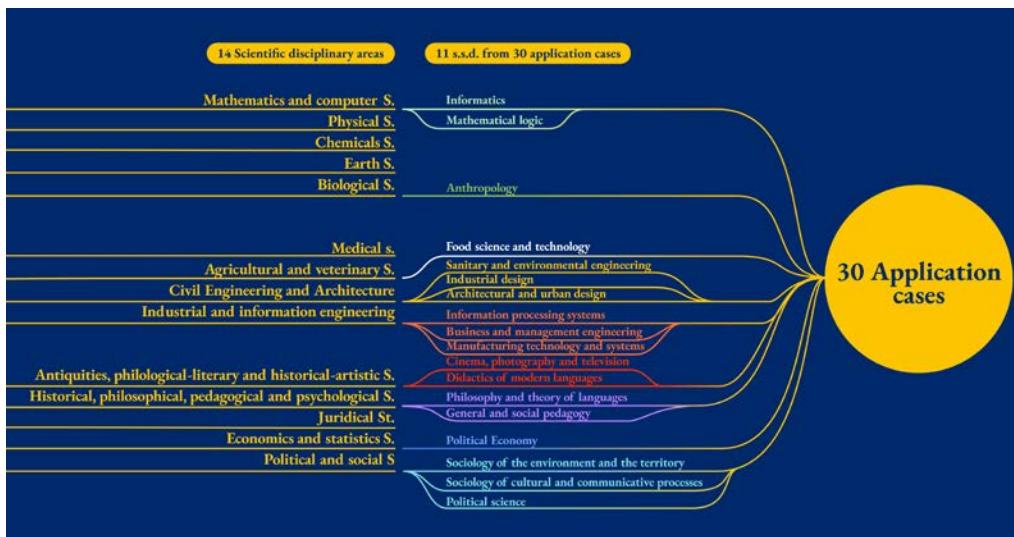 14 Scientific disciplinary areas
11 s.s.d. from 30 application cases
Mathematics and computer S.
Physical S.
Chemicals S.
Earth S.
Biological S.
Medical s.
Agricultural and veterinary S.
Civil Engineering and Architecture
Industrial and information engineering
Antiquities, philological-literary and historical-artistic S.
Historical, philosophical, pedagogical and psychological S.
Juridical St.
Economics and statistics S.
Political and social S
Informatics
Mathematical logic
Anthropology
Food science and technology
Sanitary and environmental engineering
Industrial design
Architectural and urban design
Information processing systems
Business and management engineering
Manufacturing technology and systems
Cinema, photography and television
Didactics of modern languages
Philosophy and theory of languages
General and social pedagogy
Political Economy
Sociology of the environment and the territory
Sociology of cultural and communicative processes
Political science
30 Application
cases